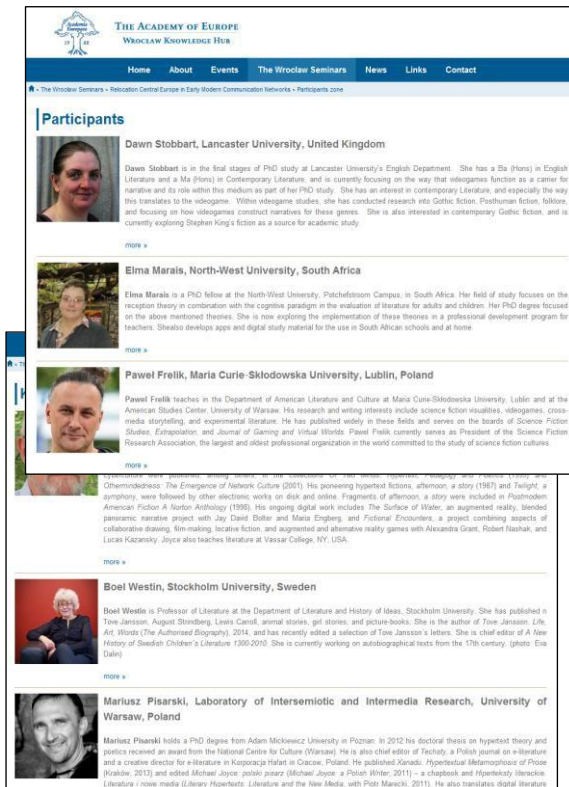 THE ACADEMY OF EUROPE
WROCŁAW KNOWLEDGE HUB
Home About Events The Wrocław Seminars News Links Contact
The Wrocław Seminars » Relocation Central Europe in Early Modern Communication Networks » Participants zone
Participants
Dawn Stobbart, Lancaster University, United Kingdom
Dawn Stobbart is in the final stages of PhD study at Lancaster University's English Department. She has a Ba (Hons) in English
Literature and a Ma (Hons) in Contemporary Literature, and is currently focusing on the way that videogames function as a carrier for
narrative and its role within this medium as part of her PhD study. She has an interest in contemporary Literature, and especially the way
this translates to the videogame. Within videogame studies, she has conducted research into Gothic fiction, Posthuman fiction, folklore,
and focusing on how videogames construct narratives for these genres. She is also interested in contemporary Gothic fiction, and is
currently exploring Stephen King's fiction as a source for academic study.
more »
Elma Marais, North-West University, South Africa
Elma Marais is a PhD fellow at the North-West University, Potchefstroom Campus, in South Africa. Her field of study focuses on the
reception theory in combination with the cognitive paradigm in the evaluation of literature for adults and children. Her PhD degree focused
on the above mentioned theories. She is now exploring the implementation of these theories in a professional development program for
teachers. Shealso develops apps and digital study material for the use in South African schools and at home.
more »
Paweł Frelik, Maria Curie-Skłodowska University, Lublin, Poland
Paweł Frelik teaches in the Department of American Literature and Culture at Maria Curie-Skłodowska University, Lublin and at the
American Studies Center, University of Warsaw. His research and writing interests include science fiction visualities, videogames, cross-
media storytelling, and experimental literature. He has published widely in these fields and serves on the boards of Science Fiction
Studies, Extrapolation, and Journal of Gaming and Virtual Worlds. Paweł Frelik currently serves as President of the Science Fiction
Research Association, the largest and oldest professional organization in the world committed to the study of science fiction cultures.
more »
Othermindedness: The Emergence of Network Culture (2001). His pioneering hypertext fictions, afternoon, a story (1987) and Twilight, a
symphony, were followed by other electronic works on disk and online. Fragments of afternoon, a story were included in Postmodern
American Fiction A Norton Anthology (1998). His ongoing digital work includes The Surface of Water, an augmented reality, blended
panoramic narrative project with Jay David Bolter and Maria Engberg, and Fictional Encounters, a project combining aspects of
collaborative drawing, film-making, locative fiction, and augmented and alternative reality games with Alexandra Grant, Robert Nashak, and
Lucas Kazansky. Joyce also teaches literature at Vassar College, NY, USA.
more »
Boel Westin, Stockholm University, Sweden
Boel Westin is Professor of Literature at the Department of Literature and History of Ideas, Stockholm University. She has published n
Tove Jansson, August Strindberg, Lewis Carroll, animal stories, girl stories, and picture-books. She is the author of Tove Jansson. Life,
Art, Words (The Authorised Biography), 2014, and has recently edited a selection of Tove Jansson's letters. She is chief editor of A New
History of Swedish Children's Literature 1300-2010. She is currently working on autobiographical texts from the 17th century. (photo: Eva
Dalin)
more »
Mariusz Pisarski, Laboratory of Intersemiotic and Intermedia Research, University of
Warsaw, Poland
Mariusz Pisarski holds a PhD degree from Adam Mickiewicz University in Poznan. In 2012 his doctoral thesis on hypertext theory and
poetics received an award from the National Centre for Culture (Warsaw). He is also chief editor of Techsty, a Polish journal on e-literature
and a creative director for e-literature in Korporacja Ha!art in Cracow, Poland. He published Xanadu. Hypertextual Metamorphosis of Prose
(Kraków, 2013) and edited Michael Joyce: polski pisarz (Michael Joyce: a Polish Writer, 2011) – a chapbook and Hiperteksty literackie.
Literatura i nowe media (Literary Hypertexts. Literature and the New Media, with Piotr Marecki, 2011). He also translates digital literature